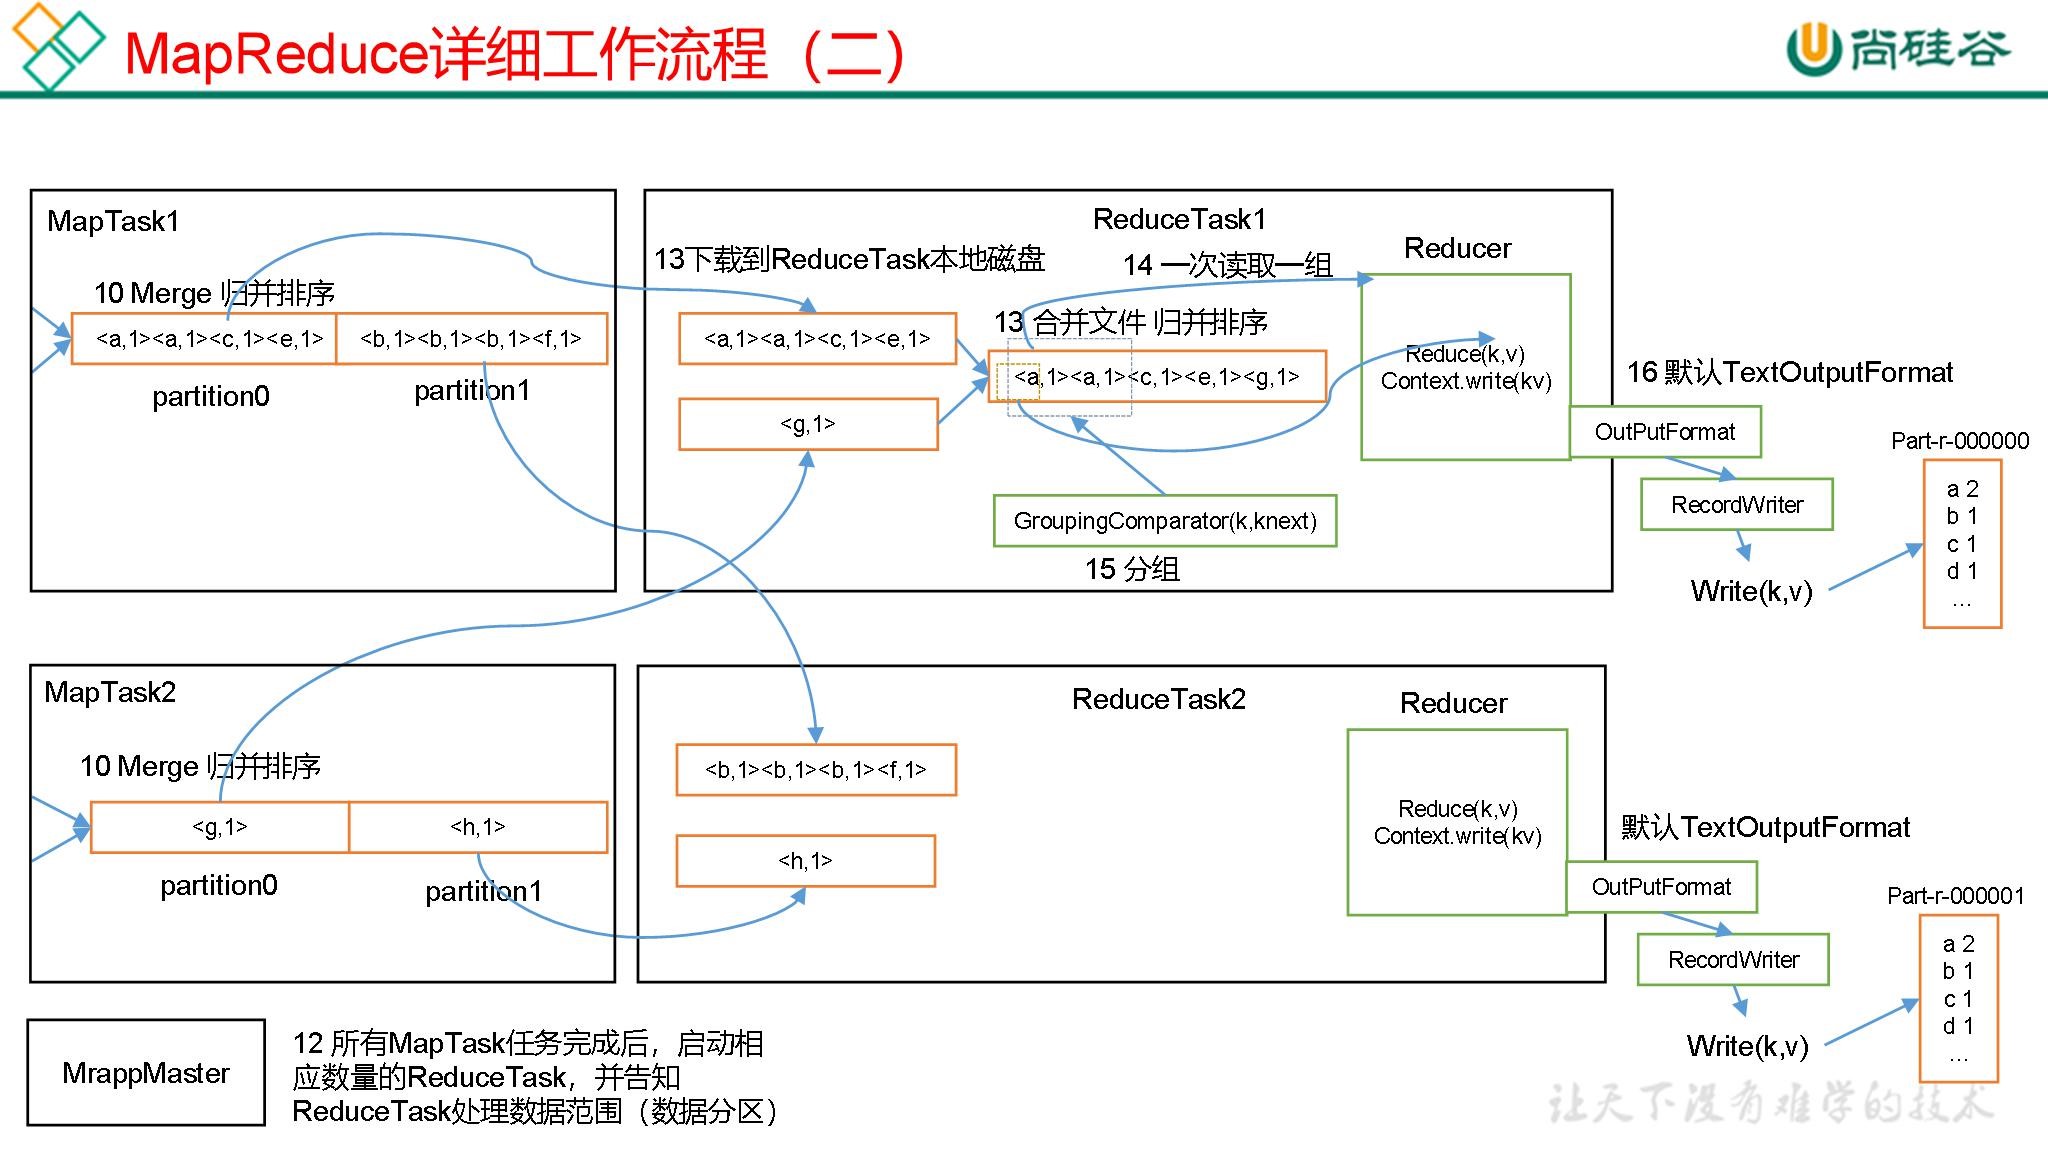 MapReduce详细工作流程（二）
尚硅谷
MapTask1
10 Merge 归并排序
<a,1><a,1><c,1><e,1>
<b,1><b,1><b,1><f,1>
partition0
partition1
ReduceTask1
13下载到ReduceTask本地磁盘
14 一次读取一组
Reducer
<a,1><a,1><c,1><e,1>
13 合并文件 归并排序
<a,1><a,1><c,1><e,1><g,1>
<g,1>
Reduce(k,v)
Context.write(kv)
GroupingComparator(k,knext)
15 分组
16 默认TextOutputFormat
OutPutFormat
RecordWriter
Write(k,v)
Part-r-000000
a 2
b 1
c 1
d 1
...
MapTask2
10 Merge 归并排序
<g,1>
<h,1>
partition0
partition1
ReduceTask2
Reducer
<b,1><b,1><b,1><f,1>
<h,1>
Reduce(k,v)
Context.write(kv)
默认TextOutputFormat
OutPutFormat
RecordWriter
Write(k,v)
Part-r-000001
a 2
b 1
c 1
d 1
...
MrappMaster
12 所有MapTask任务完成后，启动相
应数量的ReduceTask，并告知
ReduceTask处理数据范围（数据分区）
让天下没有难学的技术